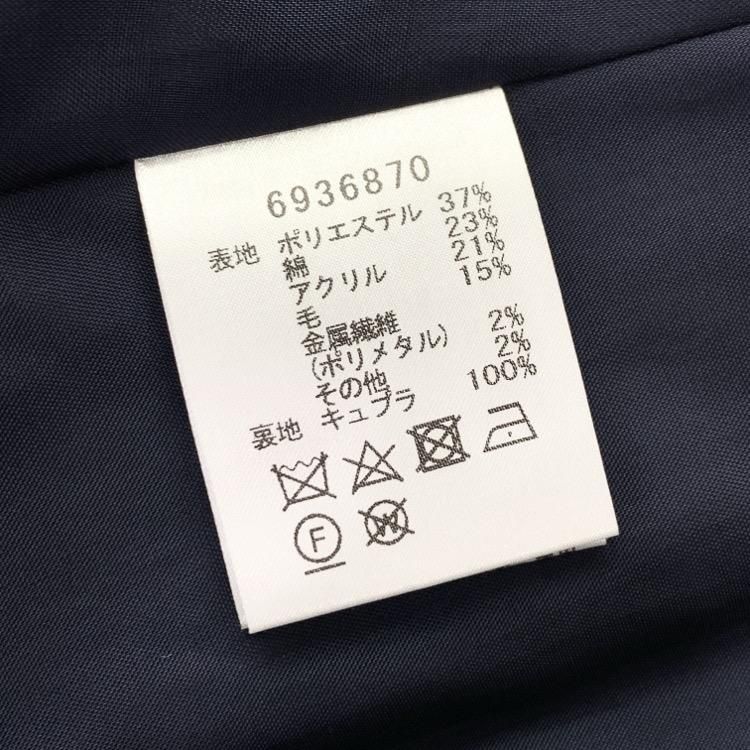 6936870
表地 ポリエステル 37%
綿 23%
アクリル 21%
毛 15%
金属繊維
(ポリメタル) 2%
その他 2%
裏地 キュプラ 100%
F
W